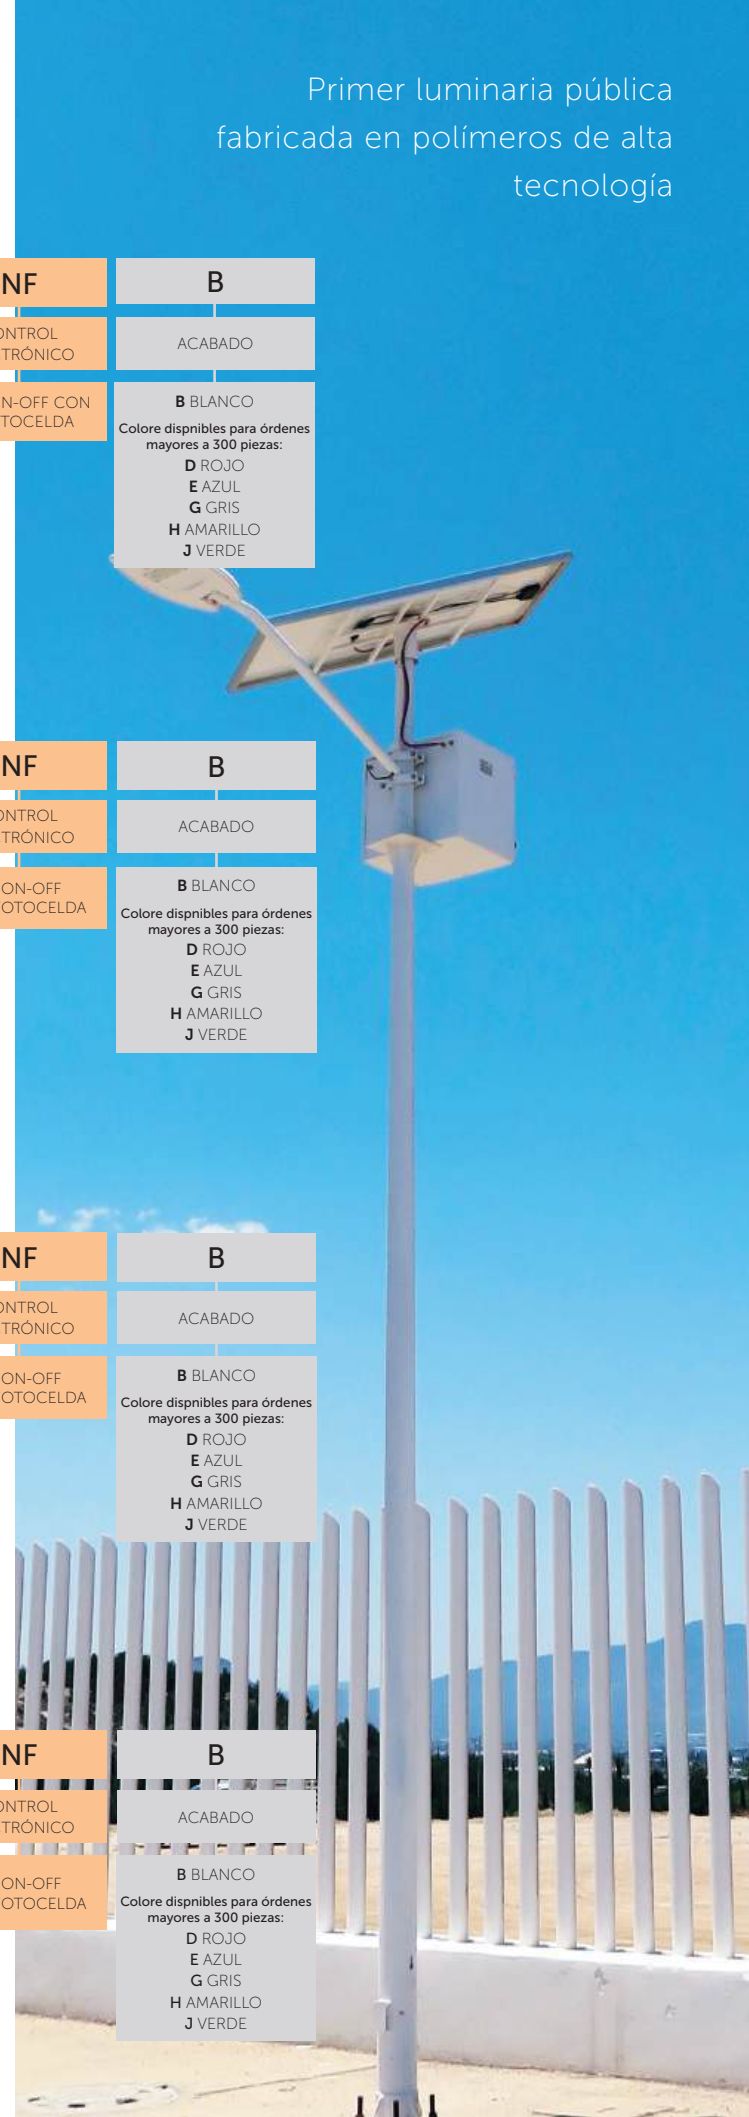 Primer luminaria pública
fabricada en polímeros de alta
tecnología
NF
B
ONTROL
TRÓNICO
ACABADO
N-OFF CON
TOCELDA
B BLANCO
Colore dispnibles para órdenes
mayores a 300 piezas:
D ROJO
E AZUL
G GRIS
H AMARILLO
J VERDE
NF
B
ONTROL
TRÓNICO
ACABADO
ON-OFF
OTOCELDA
B BLANCO
Colore dispnibles para órdenes
mayores a 300 piezas:
D ROJO
E AZUL
G GRIS
H AMARILLO
J VERDE
NF
B
ONTROL
TRÓNICO
ACABADO
ON-OFF
OTOCELDA
B BLANCO
Colore dispnibles para órdenes
mayores a 300 piezas:
D ROJO
E AZUL
G GRIS
H AMARILLO
J VERDE
NF
B
ONTROL
TRÓNICO
ACABADO
ON-OFF
OTOCELDA
B BLANCO
Colore dispnibles para órdenes
mayores a 300 piezas:
D ROJO
E AZUL
G GRIS
H AMARILLO
J VERDE